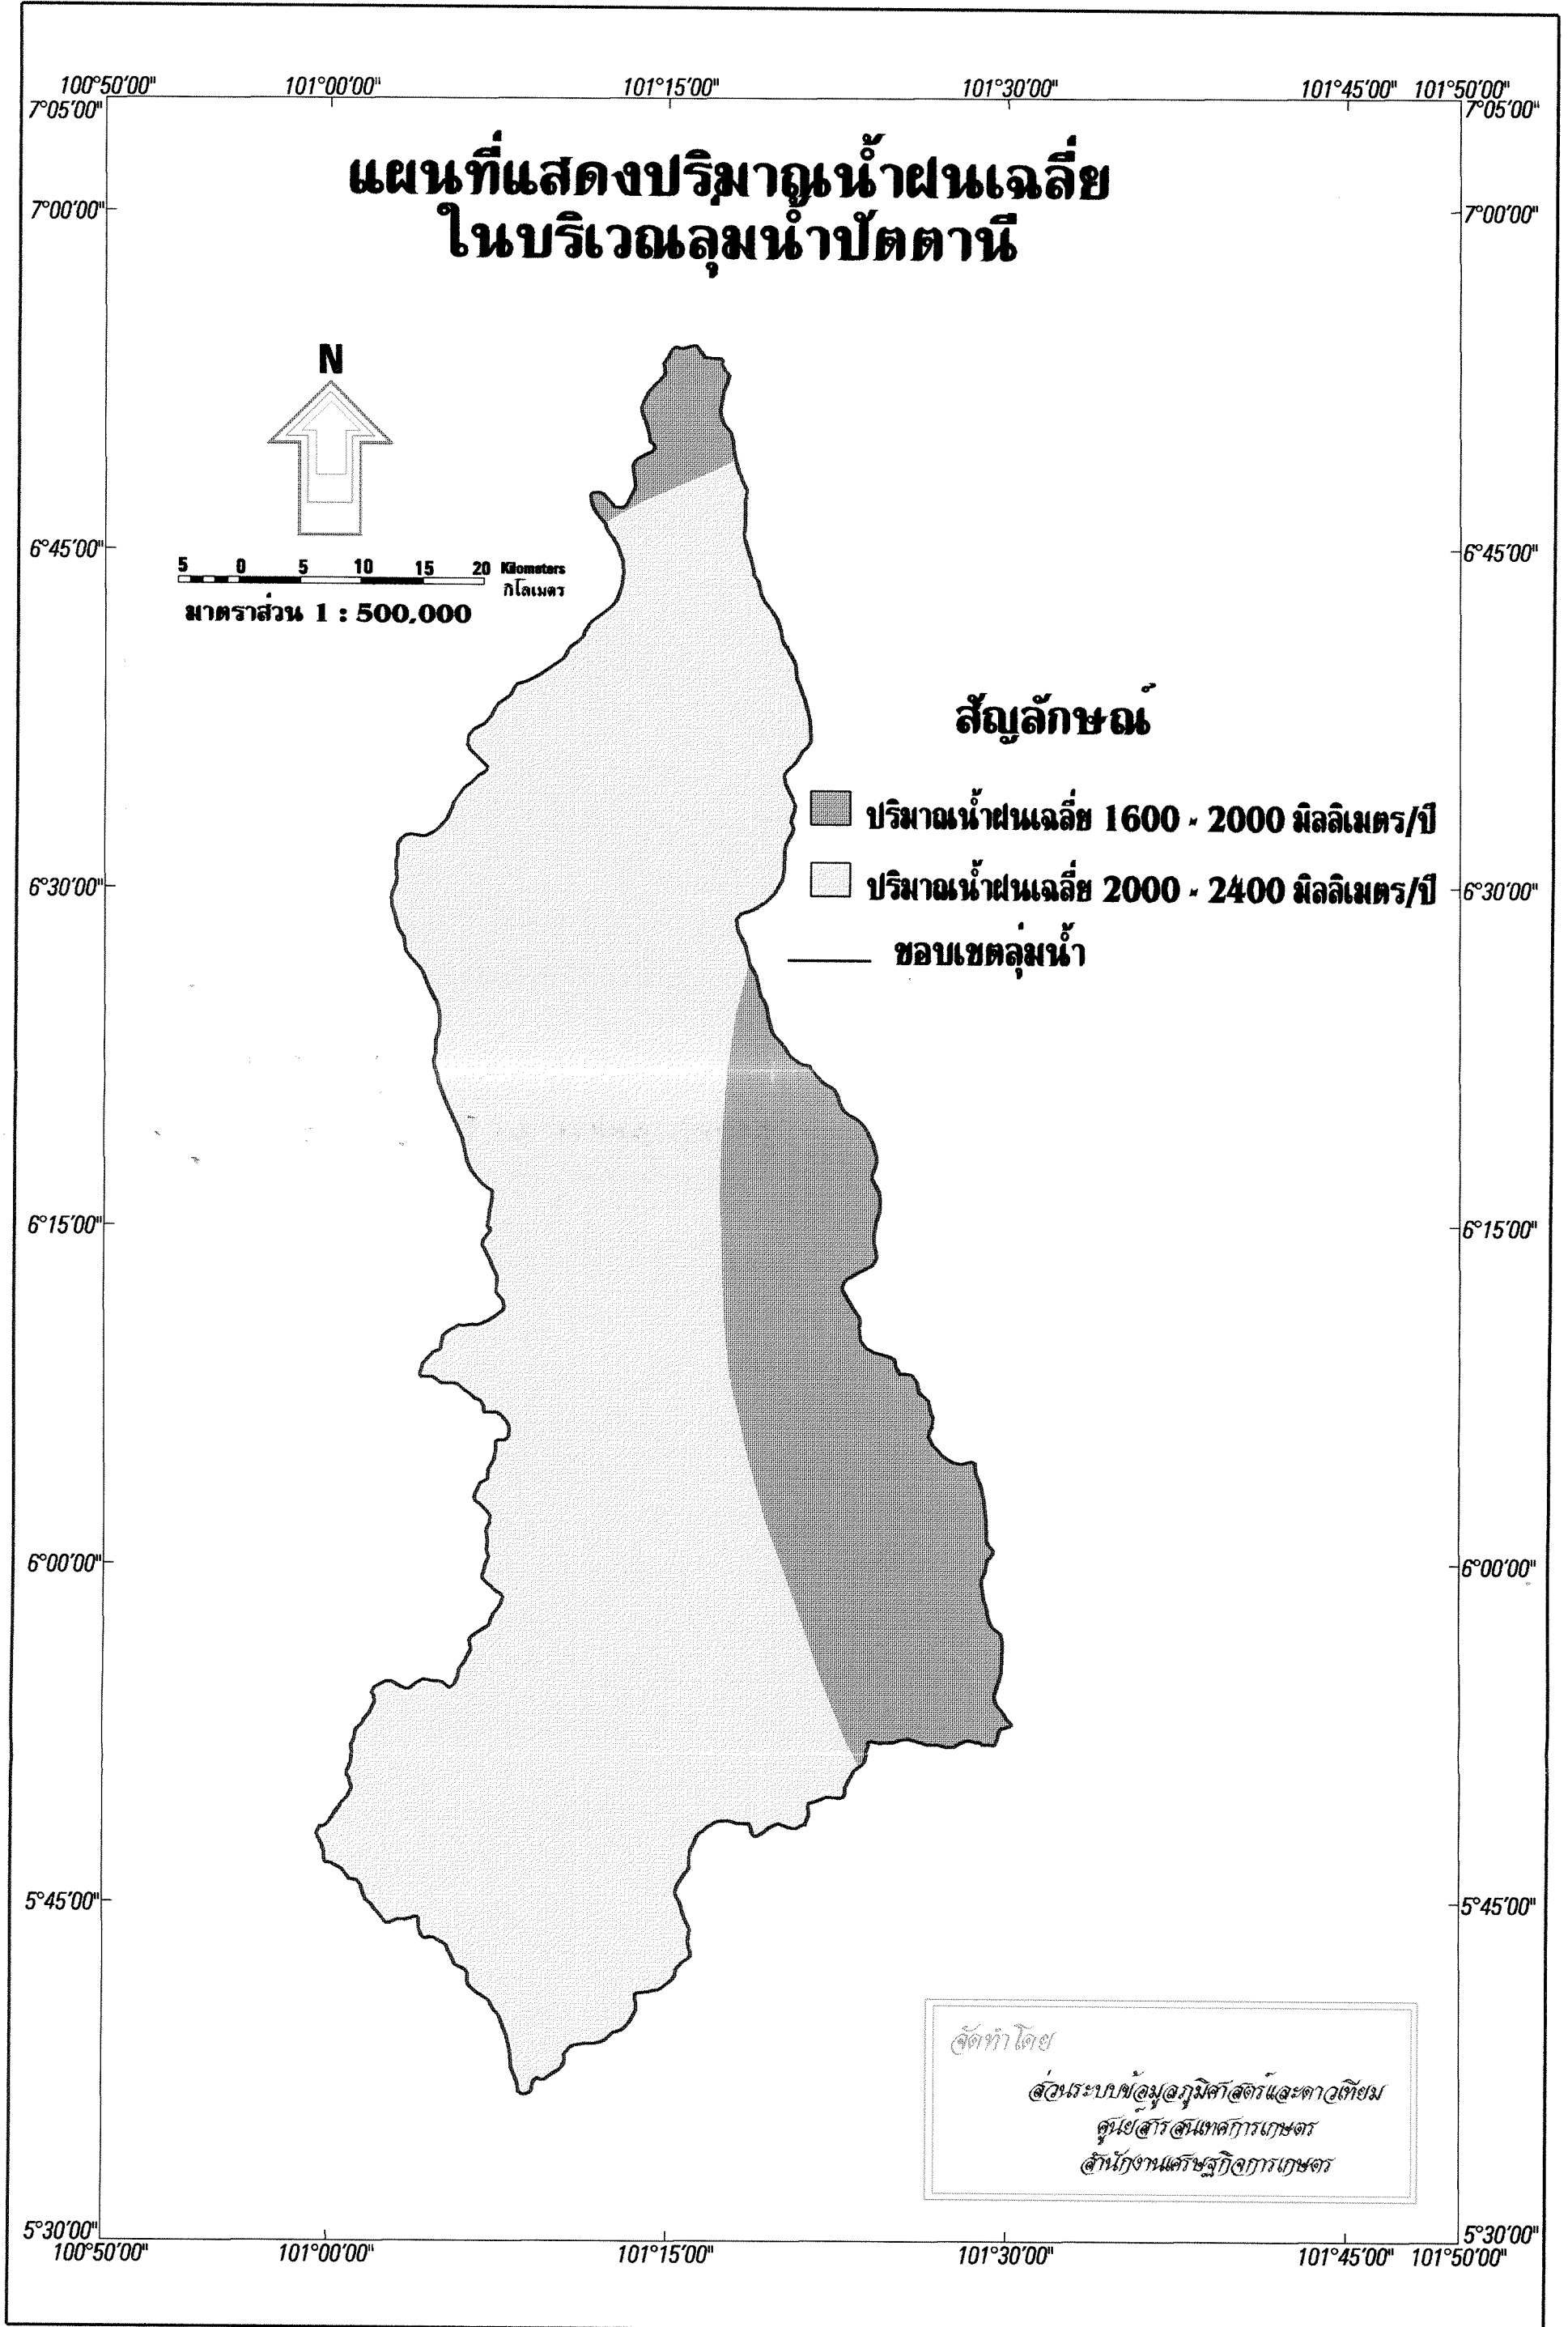 100°50'00" 101°00'00" 101°15'00" 101°30'00" 101°45'00" 101°50'00"
7°05'00" 7°05'00"
แผนที่แสดงปริมาณน้ำฝนเฉลี่ย
7°00'00" 7°00'00"
ในบริเวณลุ่มน้ำปัตตานี
N
6°45'00" 6°45'00"
5 0 5 10 15 20 Kilometers
กิโลเมตร
มาตราส่วน 1 : 500,000
สัญลักษณ์
ปริมาณน้ำฝนเฉลี่ย 1600 - 2000 มิลลิเมตร/ปี
6°30'00" 6°30'00"
ปริมาณน้ำฝนเฉลี่ย 2000 - 2400 มิลลิเมตร/ปี
ขอบเขตลุ่มน้ำ
6°15'00" 6°15'00"
6°00'00" 6°00'00"
5°45'00" 5°45'00"
จัดทำโดย
ส่วนระบบข้อมูลภูมิศาสตร์และดาวเทียม
ศูนย์สารสนเทศการเกษตร
สำนักงานเศรษฐกิจการเกษตร
5°30'00" 5°30'00"
100°50'00" 101°00'00" 101°15'00" 101°30'00" 101°45'00" 101°50'00"